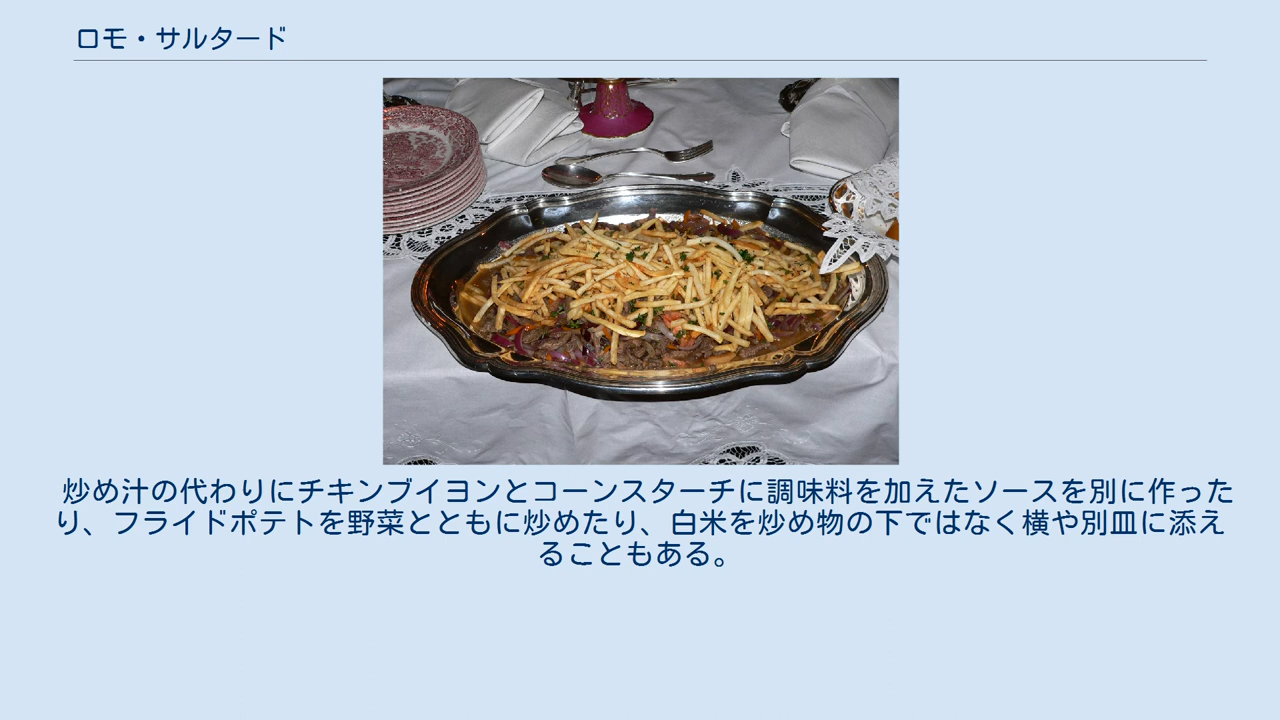 ロモ・サルタード
炒め汁の代わりにチキンブイヨンとコーンスターチに調味料を加えたソースを別に作った
り、フライドポテトを野菜とともに炒めたり、白米を炒め物の下ではなく横や別皿に添え
ることもある。